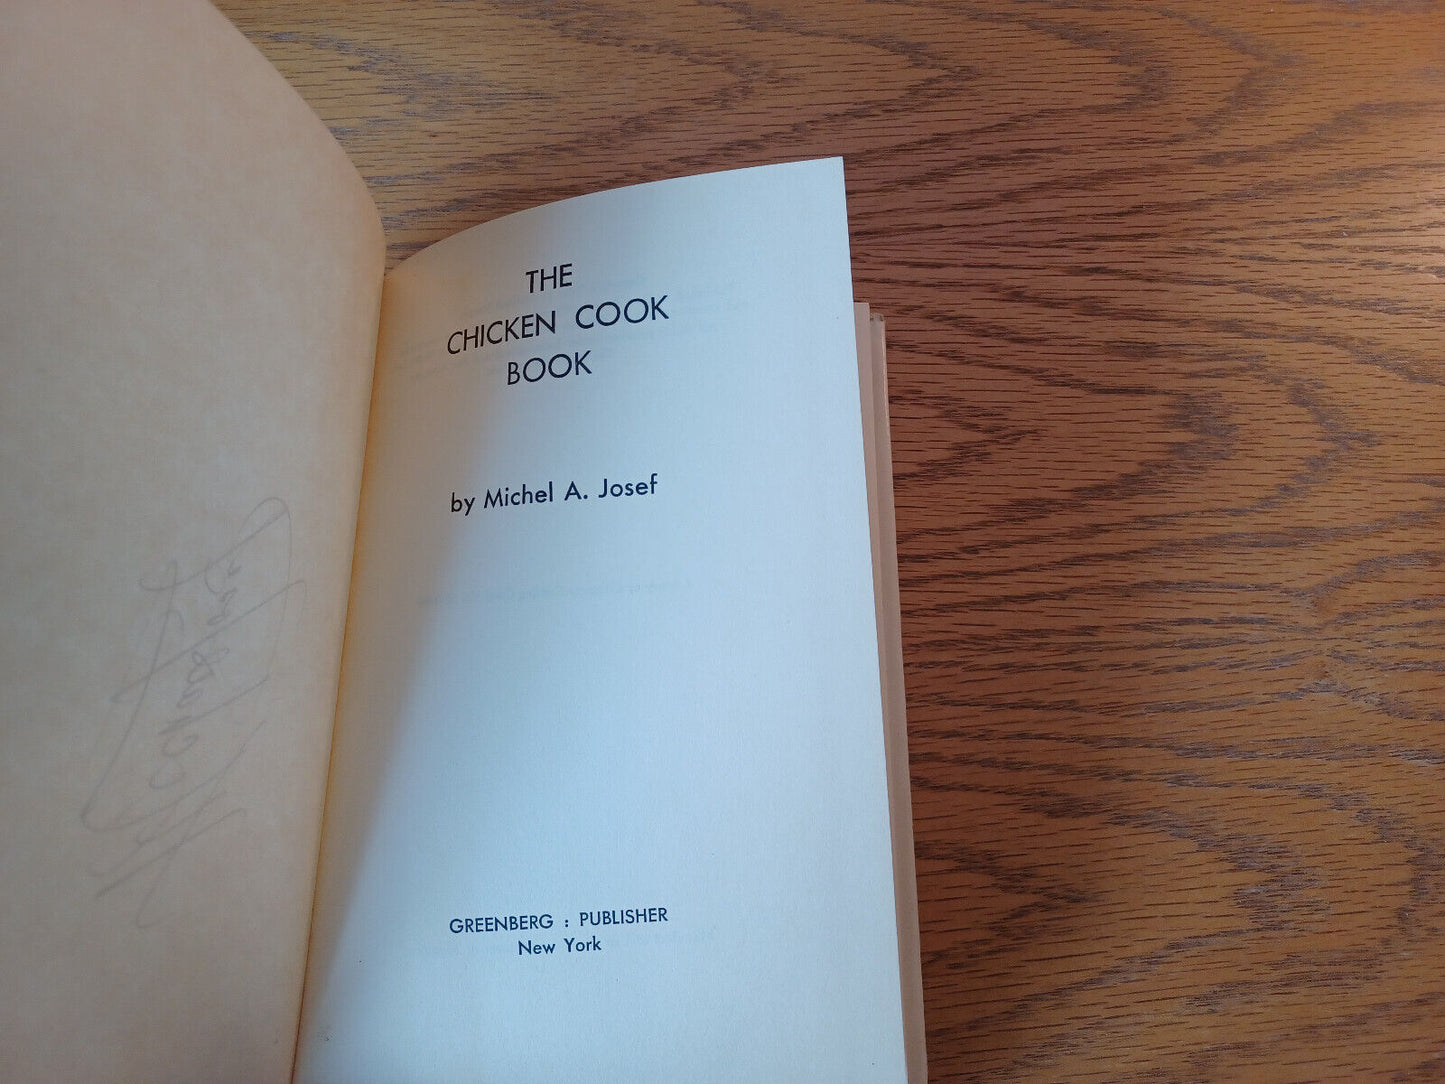 THE
CHICKEN COOK
BOOK
by Michel A. Josef
GREENBERG : PUBLISHER
New York